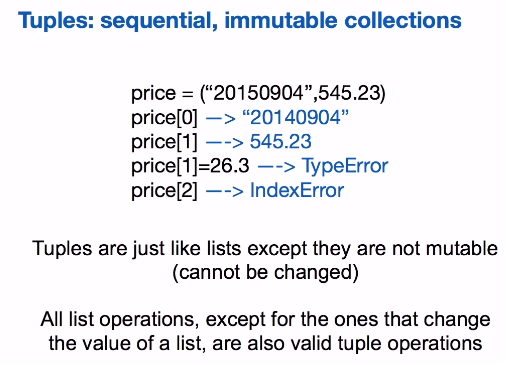 Tuples: sequential, immutable collections
price = (“20150904”,545.23)
price[0] —> “20140904”
price[1] —-> 545.23
price[1]=26.3 —-> TypeError
price[2] —-> IndexError
Tuples are just like lists except they are not mutable
(cannot be changed)
All list operations, except for the ones that change
the value of a list, are also valid tuple operations